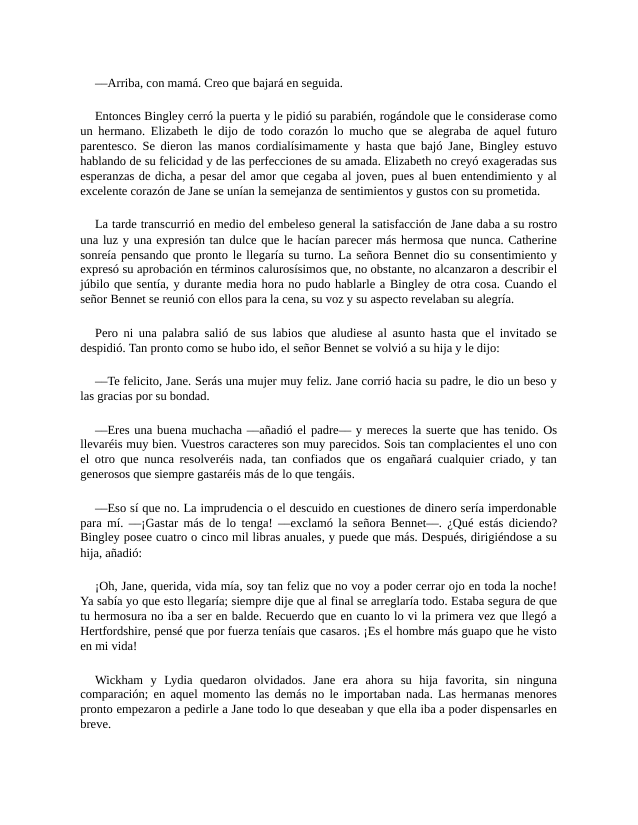 —Arriba, con mamá. Creo que bajará en seguida.
Entonces Bingley cerró la puerta y le pidió su parabién, rogándole que le considerase como
un hermano. Elizabeth le dijo de todo corazón lo mucho que se alegraba de aquel futuro
parentesco. Se dieron las manos cordialísimamente y hasta que bajó Jane, Bingley estuvo
hablando de su felicidad y de las perfecciones de su amada. Elizabeth no creyó exageradas sus
esperanzas de dicha, a pesar del amor que cegaba al joven, pues al buen entendimiento y al
excelente corazón de Jane se unían la semejanza de sentimientos y gustos con su prometida.
La tarde transcurrió en medio del embeleso general la satisfacción de Jane daba a su rostro
una luz y una expresión tan dulce que le hacían parecer más hermosa que nunca. Catherine
sonreía pensando que pronto le llegaría su turno. La señora Bennet dio su consentimiento y
expresó su aprobación en términos calurosísimos que, no obstante, no alcanzaron a describir el
júbilo que sentía, y durante media hora no pudo hablarle a Bingley de otra cosa. Cuando el
señor Bennet se reunió con ellos para la cena, su voz y su aspecto revelaban su alegría.
Pero ni una palabra salió de sus labios que aludiese al asunto hasta que el invitado se
despidió. Tan pronto como se hubo ido, el señor Bennet se volvió a su hija y le dijo:
—Te felicito, Jane. Serás una mujer muy feliz. Jane corrió hacia su padre, le dio un beso y
las gracias por su bondad.
—Eres una buena muchacha —añadió el padre— y mereces la suerte que has tenido. Os
llevaréis muy bien. Vuestros caracteres son muy parecidos. Sois tan complacientes el uno con
el otro que nunca resolveréis nada, tan confiados que os engañará cualquier criado, y tan
generosos que siempre gastaréis más de lo que tengáis.
—Eso sí que no. La imprudencia o el descuido en cuestiones de dinero sería imperdonable
para mí. —¡Gastar más de lo tenga! —exclamó la señora Bennet—. ¿Qué estás diciendo?
Bingley posee cuatro o cinco mil libras anuales, y puede que más. Después, dirigiéndose a su
hija, añadió:
¡Oh, Jane, querida, vida mía, soy tan feliz que no voy a poder cerrar ojo en toda la noche!
Ya sabía yo que esto llegaría; siempre dije que al final se arreglaría todo. Estaba segura de que
tu hermosura no iba a ser en balde. Recuerdo que en cuanto lo vi la primera vez que llegó a
Hertfordshire, pensé que por fuerza teníais que casaros. ¡Es el hombre más guapo que he visto
en mi vida!
Wickham y Lydia quedaron olvidados. Jane era ahora su hija favorita, sin ninguna
comparación; en aquel momento las demás no le importaban nada. Las hermanas menores
pronto empezaron a pedirle a Jane todo lo que deseaban y que ella iba a poder dispensarles en
breve.